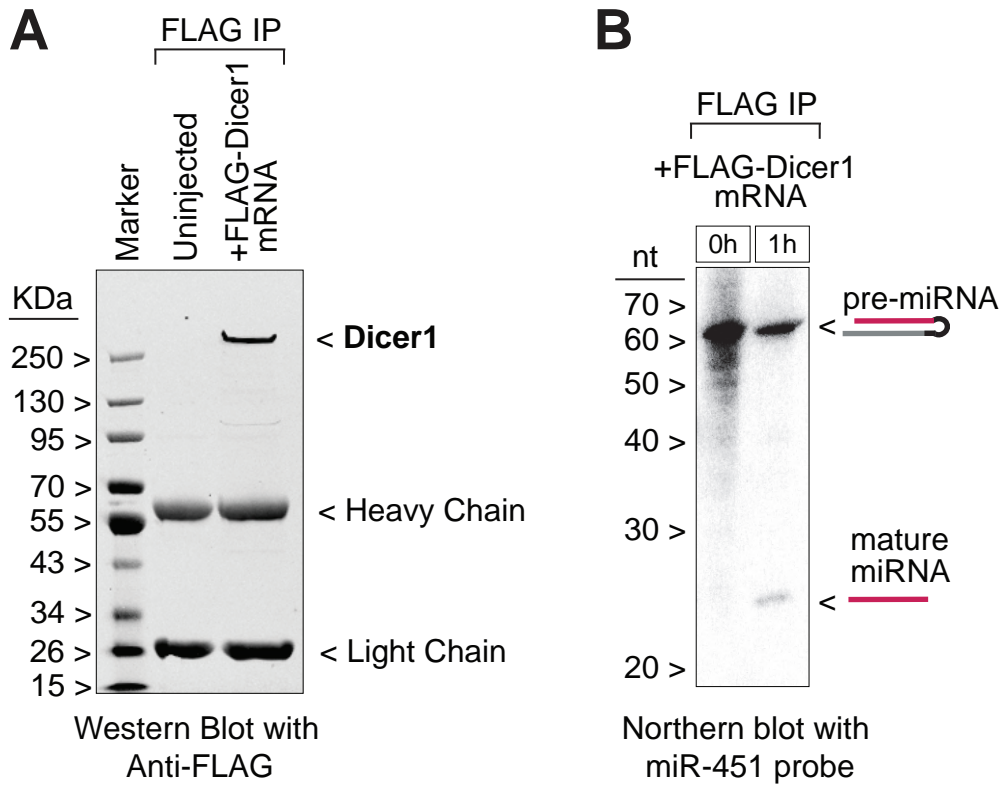 A
FLAG IP
Marker
Uninjected
+FLAG-Dicer1
mRNA
KDa
250 >
130 >
95 >
70 >
55 >
43 >
34 >
26 >
15 >
< Dicer1
< Heavy Chain
< Light Chain
Western Blot with
Anti-FLAG
B
FLAG IP
+FLAG-Dicer1
mRNA
0h 1h
nt
70 >
60 >
50 >
40 >
30 >
20 >
pre-miRNA
<
mature
miRNA
<
Northern blot with
miR-451 probe